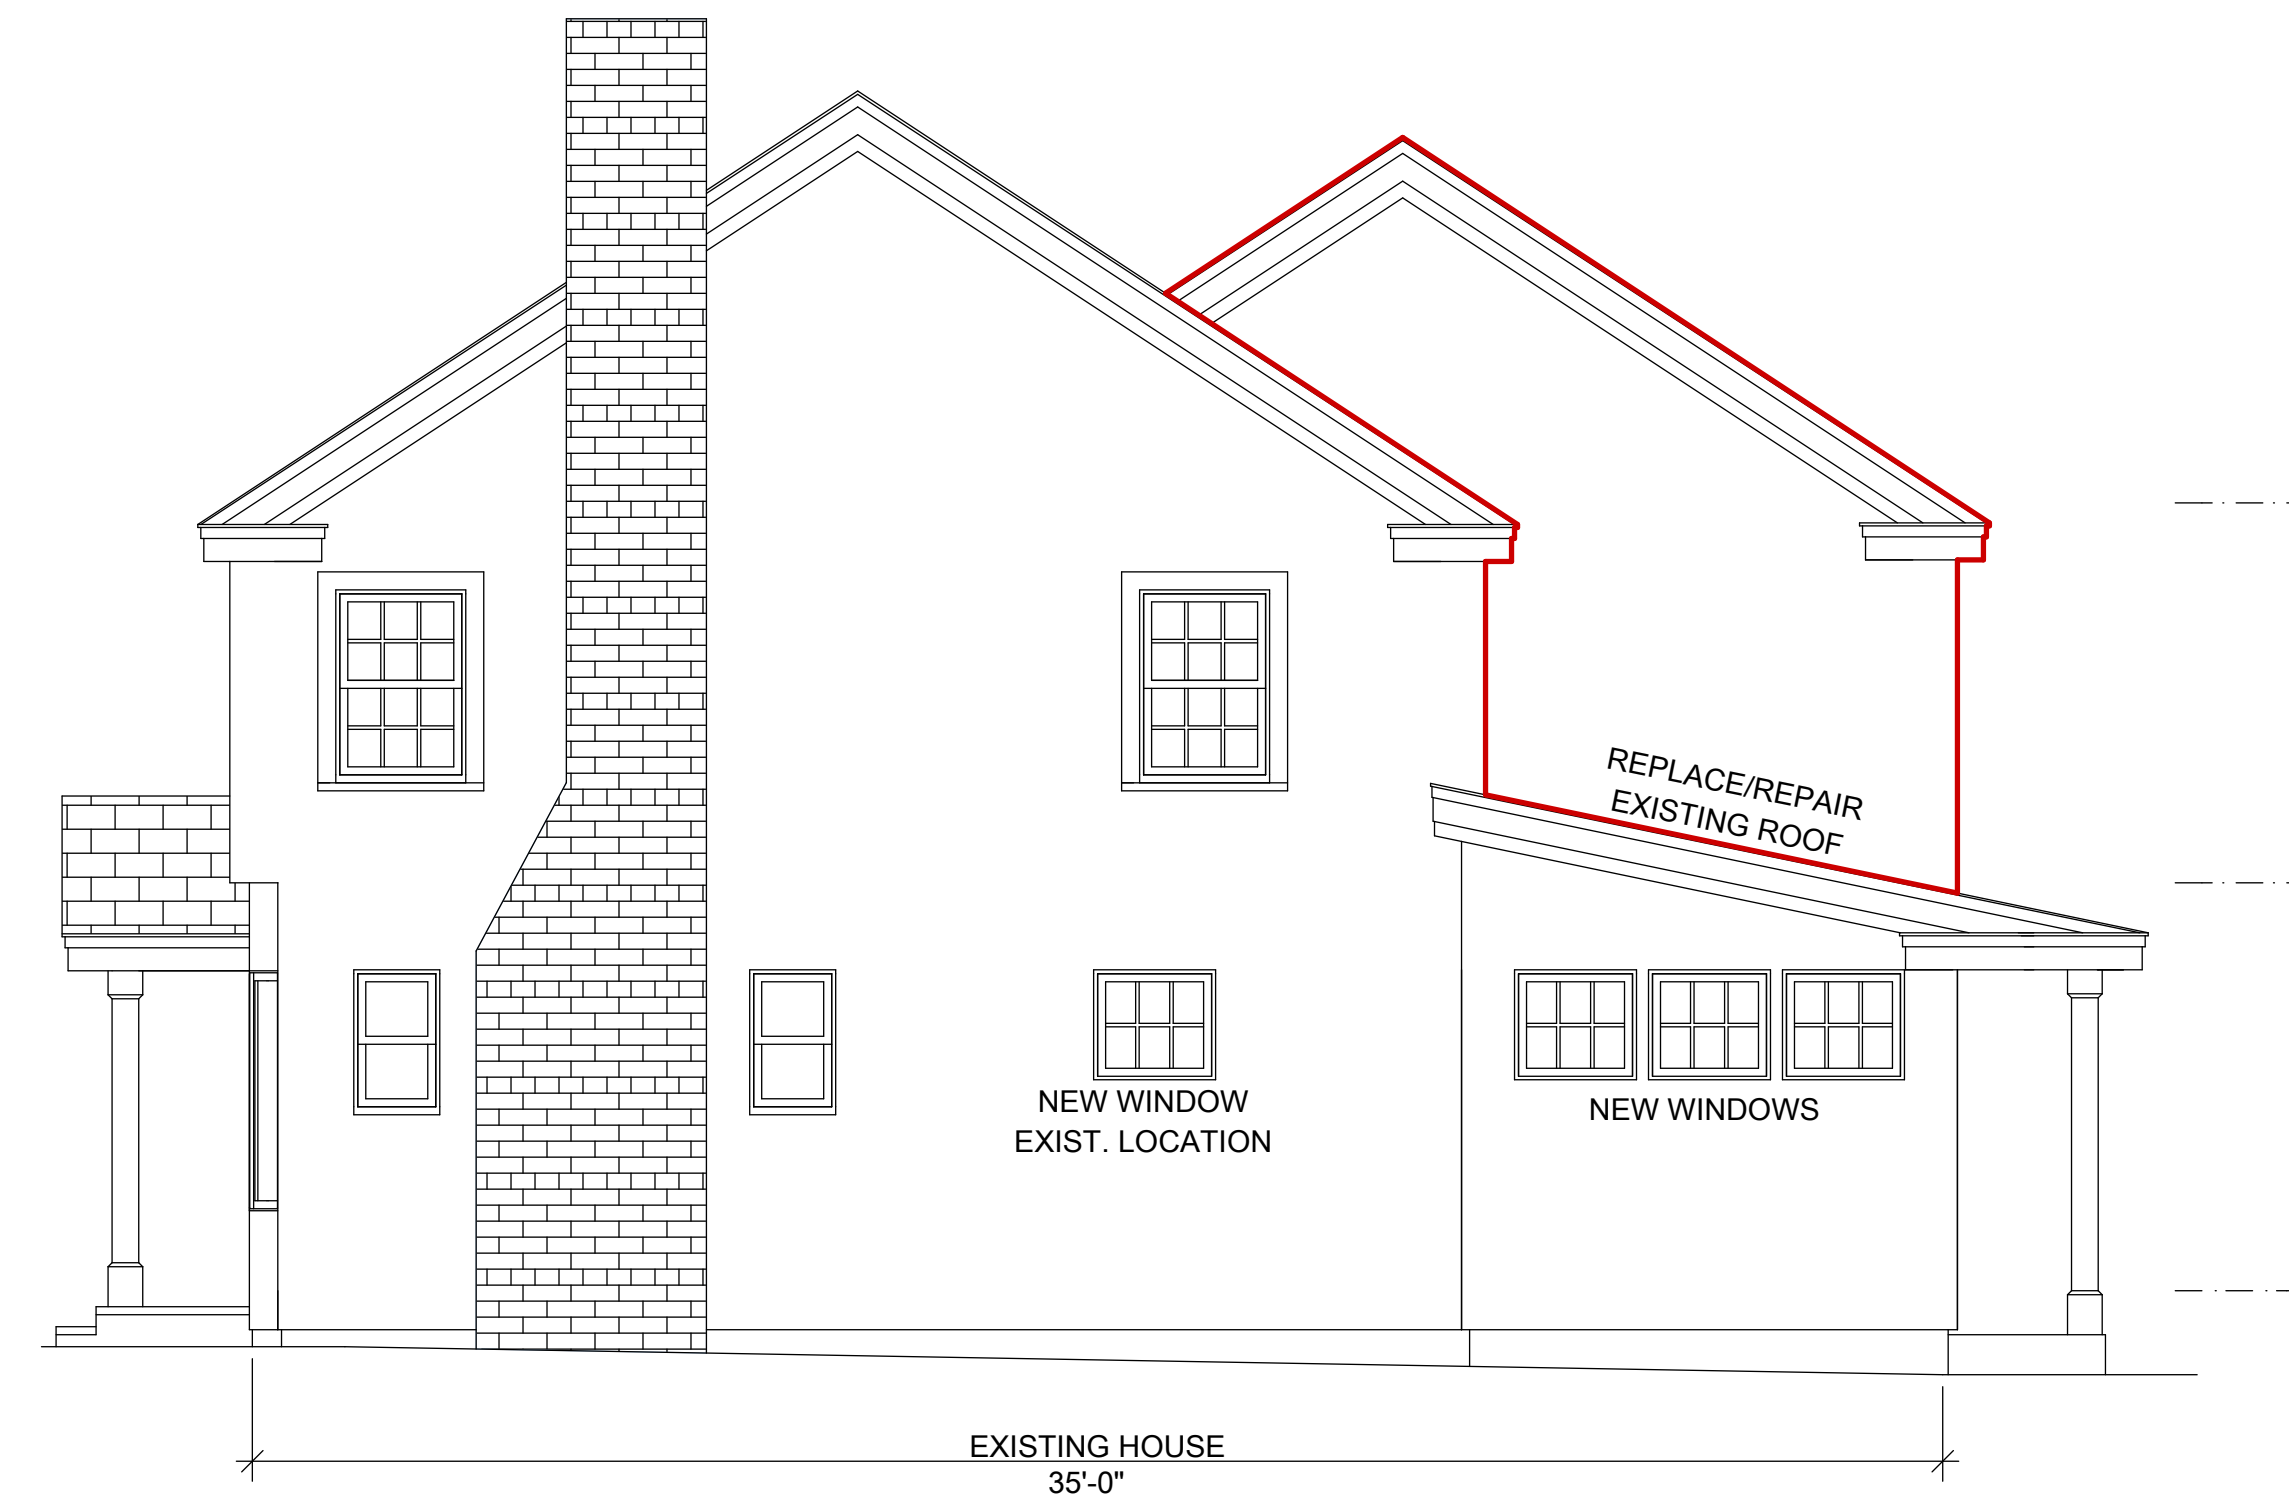 REPLACE/REPAIR
EXISTING ROOF
NEW WINDOW
EXIST. LOCATION
NEW WINDOWS
EXISTING HOUSE
35'-0"